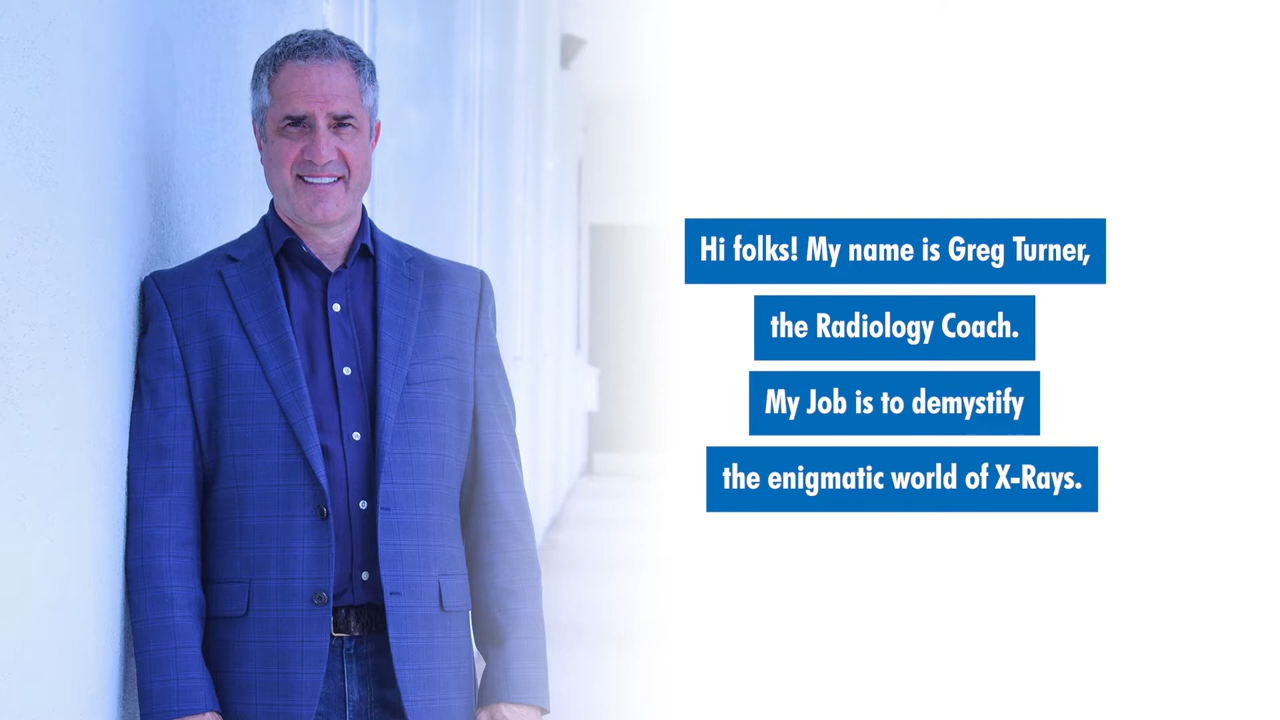 Hi folks! My name is Greg Turner,
the Radiology Coach.
My Job is to demystify
the enigmatic world of X-Rays.